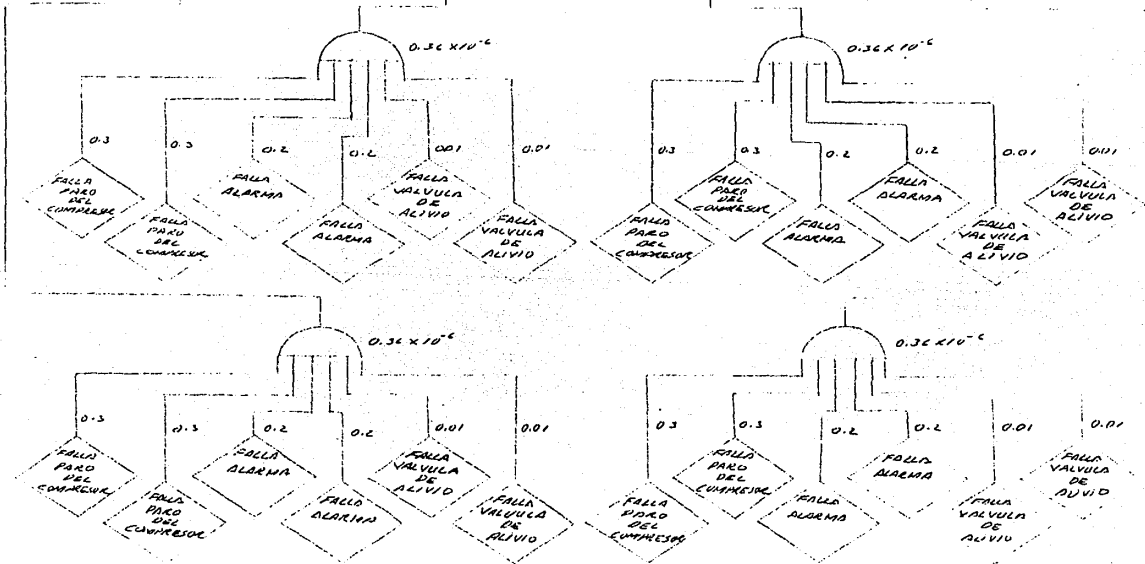 0.36 X10⁻⁶
0.3
0.3
0.2
0.2
0.01
0.01
FALLA
PARO
DEL
COMPRESOR
FALLA
PARO
DEL
COMPRESOR
FALLA
ALARMA
FALLA
ALARMA
FALLA
VALVULA
DE
ALIVIO
FALLA
VALVULA
DE
ALIVIO
0.36 X10⁻⁶
0.3
0.3
0.2
0.2
0.01
0.01
FALLA
PARO
DEL
COMPRESOR
FALLA
PARO
DEL
COMPRESOR
FALLA
ALARMA
FALLA
ALARMA
FALLA
VALVULA
DE
ALIVIO
FALLA
VALVULA
DE
ALIVIO
0.36 X10⁻⁶
0.3
0.3
0.2
0.2
0.01
0.01
FALLA
PARO
DEL
COMPRESOR
FALLA
PARO
DEL
COMPRESOR
FALLA
ALARMA
FALLA
ALARMA
FALLA
VALVULA
DE
ALIVIO
FALLA
VALVULA
DE
ALIVIO
0.36 X10⁻⁶
0.3
0.3
0.2
0.2
0.01
0.01
FALLA
PARO
DEL
COMPRESOR
FALLA
PARO
DEL
COMPRESOR
FALLA
ALARMA
FALLA
ALARMA
FALLA
VALVULA
DE
ALIVIO
FALLA
VALVULA
DE
ALIVIO